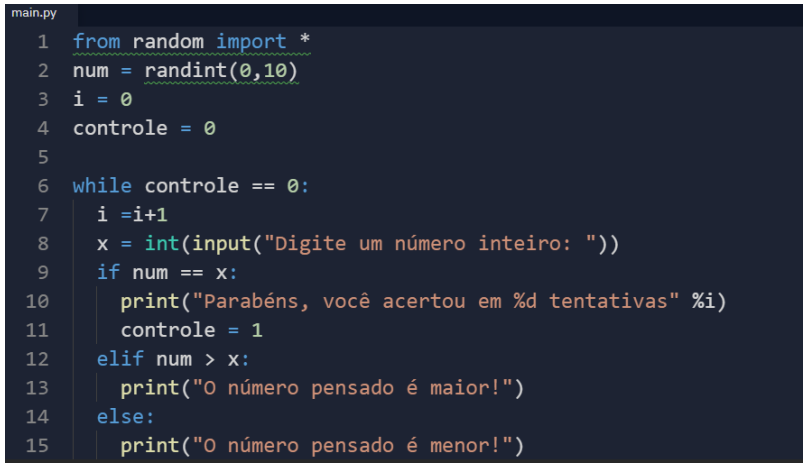 main.py
1 from random import *
2 num = randint(0,10)
3 i = 0
4 controle = 0
5
6 while controle == 0:
7   i =i+1
8   x = int(input("Digite um número inteiro: "))
9   if num == x:
10     print("Parabéns, você acertou em %d tentativas" %i)
11     controle = 1
12   elif num > x:
13     print("O número pensado é maior!")
14   else:
15     print("O número pensado é menor!")